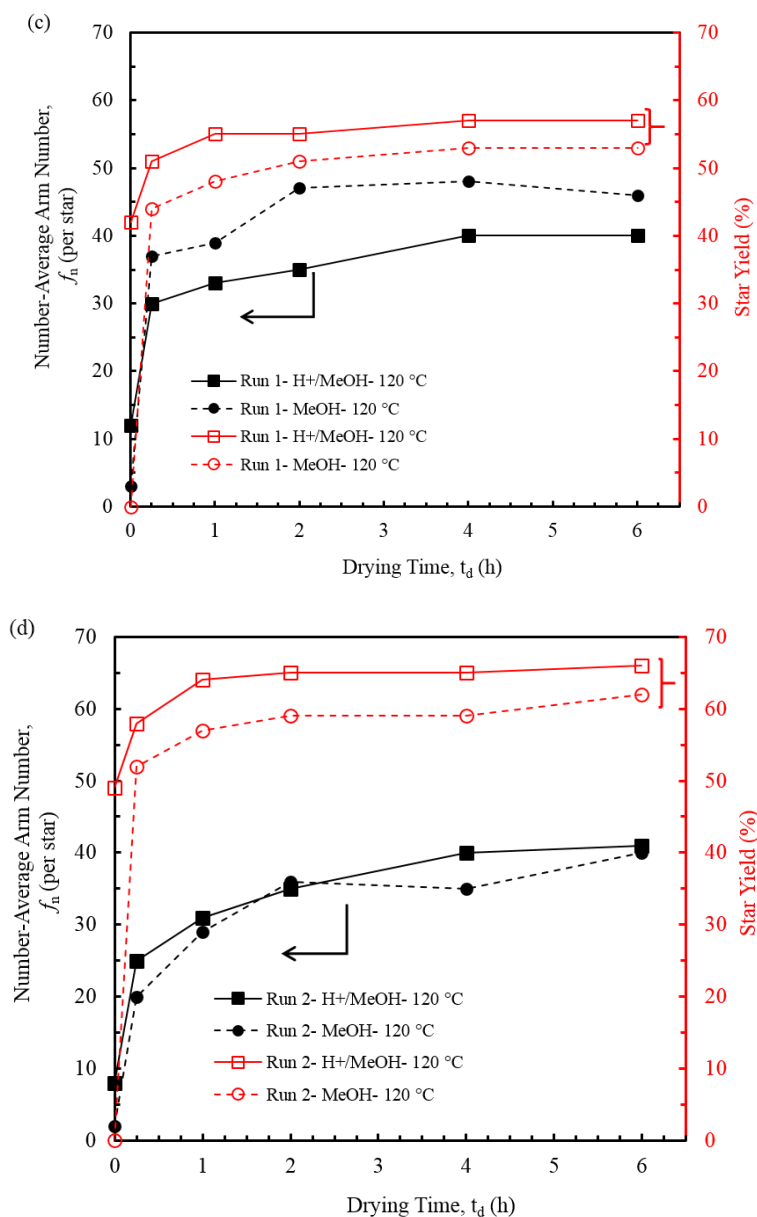 (c)
70
60
50
40
30
20
10
0
Number-Average Arm Number,
fn (per star)
70
60
50
40
30
20
10
0
Star Yield (%)
Run 1- H+/MeOH- 120 °C
Run 1- MeOH- 120 °C
Run 1- H+/MeOH- 120 °C
Run 1- MeOH- 120 °C
0 1 2 3 4 5 6
Drying Time, td (h)
(d)
70
60
50
40
30
20
10
0
Number-Average Arm Number,
fn (per star)
70
60
50
40
30
20
10
0
Star Yield (%)
Run 2- H+/MeOH- 120 °C
Run 2- MeOH- 120 °C
Run 2- H+/MeOH- 120 °C
Run 2- MeOH- 120 °C
0 1 2 3 4 5 6
Drying Time, td (h)